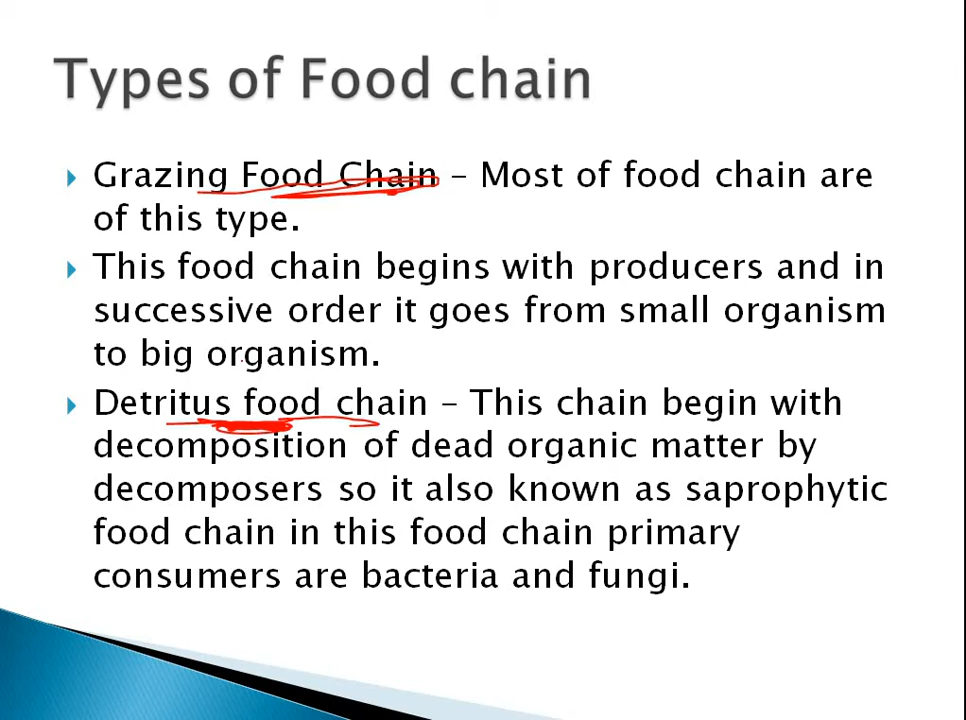 Types of Food chain
Grazing Food Chain – Most of food chain are
of this type.
This food chain begins with producers and in
successive order it goes from small organism
to big organism.
Detritus food chain – This chain begin with
decomposition of dead organic matter by
decomposers so it also known as saprophytic
food chain in this food chain primary
consumers are bacteria and fungi.